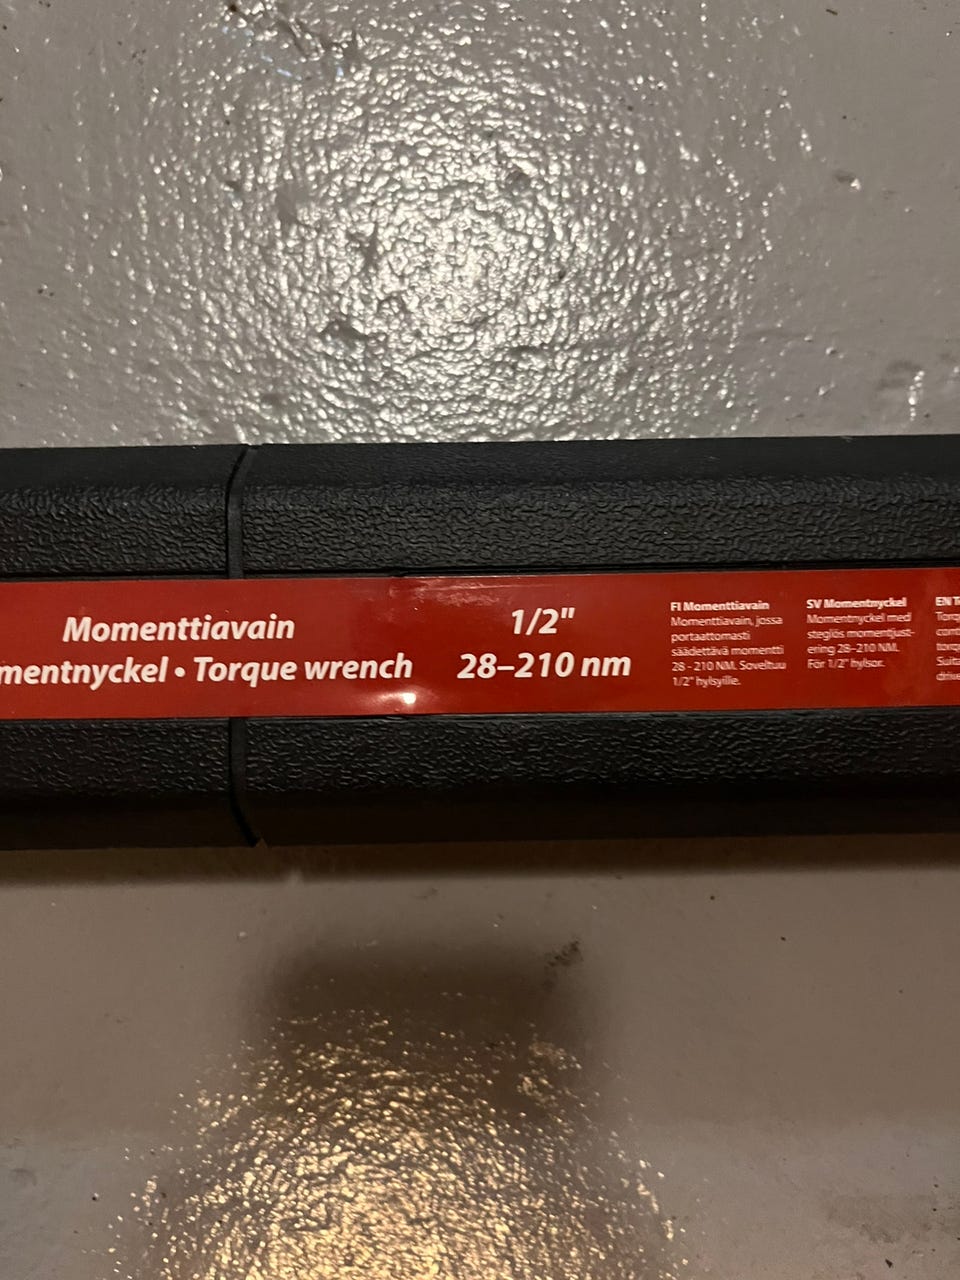 Momenttiavain
mentnyckel • Torque wrench
1/2"
28–210 nm
FI Momenttiavain
Momenttiavain, jossa
portaattomasti
säädettävä momentti
28 - 210 NM. Soveltuu
1/2" hylsyille.
SV Momentnyckel
Momentnyckel med
steglös momentjust-
ering 28–210 NM.
För 1/2" hylsor.
EN